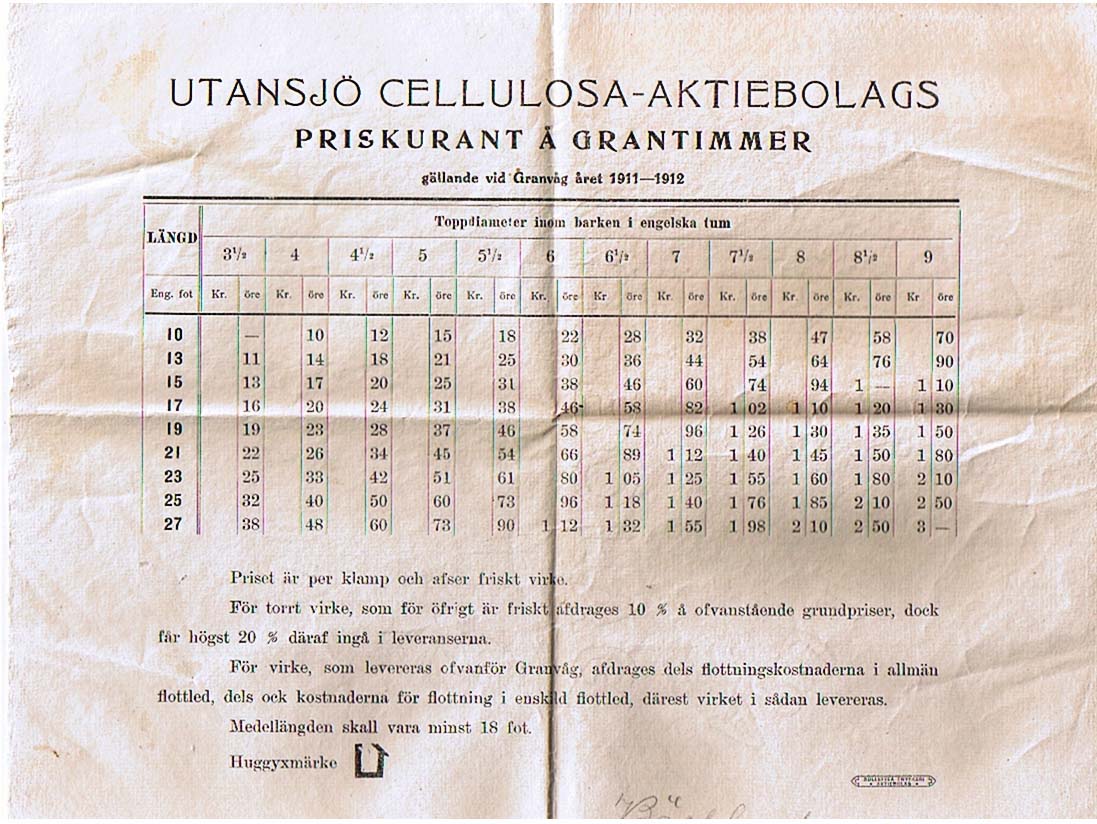 UTANSJÖ CELLULOSA-AKTIEBOLAGS
PRISKURANT Å GRANTIMMER
gällande vid Granvåg året 1911—1912
LÄNGD Toppdiameter inom barken i engelska tum
3 1/2 4 4 1/2 5 5 1/2 6 6 1/2 7 7 1/2 8 8 1/2 9
Eng. fot Kr. öre Kr. öre Kr. öre Kr. öre Kr. öre Kr. öre Kr öre Kr. öre Kr. öre Kr. öre Kr. öre Kr öre
10 — 10 12 15 18 22 28 32 38 47 58 70
13 11 14 18 21 25 30 36 44 54 64 76 90
15 13 17 20 25 31 38 46 60 74 94 1 — 1 10
17 16 20 24 31 38 46 58 82 1 02 1 10 1 20 1 30
19 19 23 28 37 46 58 74 96 1 26 1 30 1 35 1 50
21 22 26 34 45 54 66 89 1 12 1 40 1 45 1 50 1 80
23 25 33 42 51 61 80 1 05 1 25 1 55 1 60 1 80 2 10
25 32 40 50 60 73 96 1 18 1 40 1 76 1 85 2 10 2 50
27 38 48 60 73 90 1 12 1 32 1 55 1 98 2 10 2 50 3 —
Priset är per klamp och afser friskt virke.
För torrt virke, som för öfrigt är friskt afdrages 10 % å ofvanstående grundpriser, dock
får högst 20 % däraf ingå i leveranserna.
För virke, som levereras ofvanför Granvåg, afdrages dels flottningskostnaderna i allmän
flottled, dels ock kostnaderna för flottning i enskild flottled, därest virket i sådan levereras.
Medellängden skall vara minst 18 fot.
Huggyxmärke